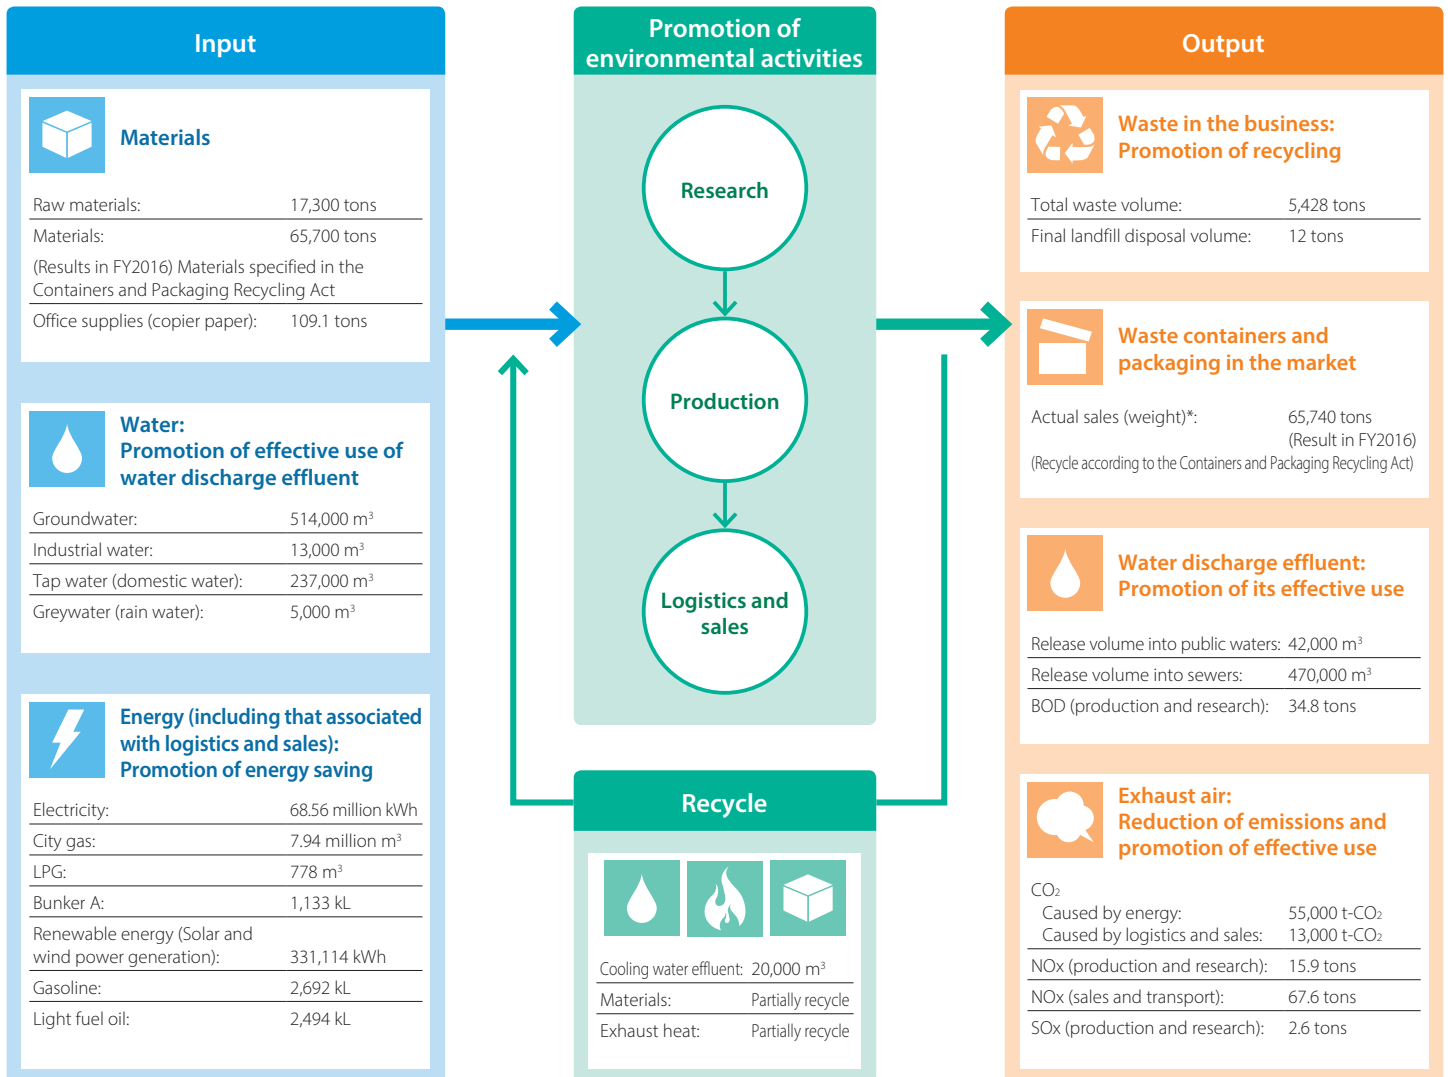 Input
Materials
Raw materials: 17,300 tons
Materials: 65,700 tons
(Results in FY2016) Materials specified in the
Containers and Packaging Recycling Act
Office supplies (copier paper): 109.1 tons
Water:
Promotion of effective use of
water discharge effluent
Groundwater: 514,000 m³
Industrial water: 13,000 m³
Tap water (domestic water): 237,000 m³
Greywater (rain water): 5,000 m³
Energy (including that associated
with logistics and sales):
Promotion of energy saving
Electricity: 68.56 million kWh
City gas: 7.94 million m³
LPG: 778 m³
Bunker A: 1,133 kL
Renewable energy (Solar and
wind power generation): 331,114 kWh
Gasoline: 2,692 kL
Light fuel oil: 2,494 kL
Promotion of
environmental activities
Research
Production
Logistics and
sales
Recycle
Cooling water effluent: 20,000 m³
Materials: Partially recycle
Exhaust heat: Partially recycle
Output
Waste in the business:
Promotion of recycling
Total waste volume: 5,428 tons
Final landfill disposal volume: 12 tons
Waste containers and
packaging in the market
Actual sales (weight)*: 65,740 tons
(Result in FY2016)
(Recycle according to the Containers and Packaging Recycling Act)
Water discharge effluent:
Promotion of its effective use
Release volume into public waters: 42,000 m³
Release volume into sewers: 470,000 m³
BOD (production and research): 34.8 tons
Exhaust air:
Reduction of emissions and
promotion of effective use
CO₂
Caused by energy: 55,000 t-CO₂
Caused by logistics and sales: 13,000 t-CO₂
NOx (production and research): 15.9 tons
NOx (sales and transport): 67.6 tons
SOx (production and research): 2.6 tons